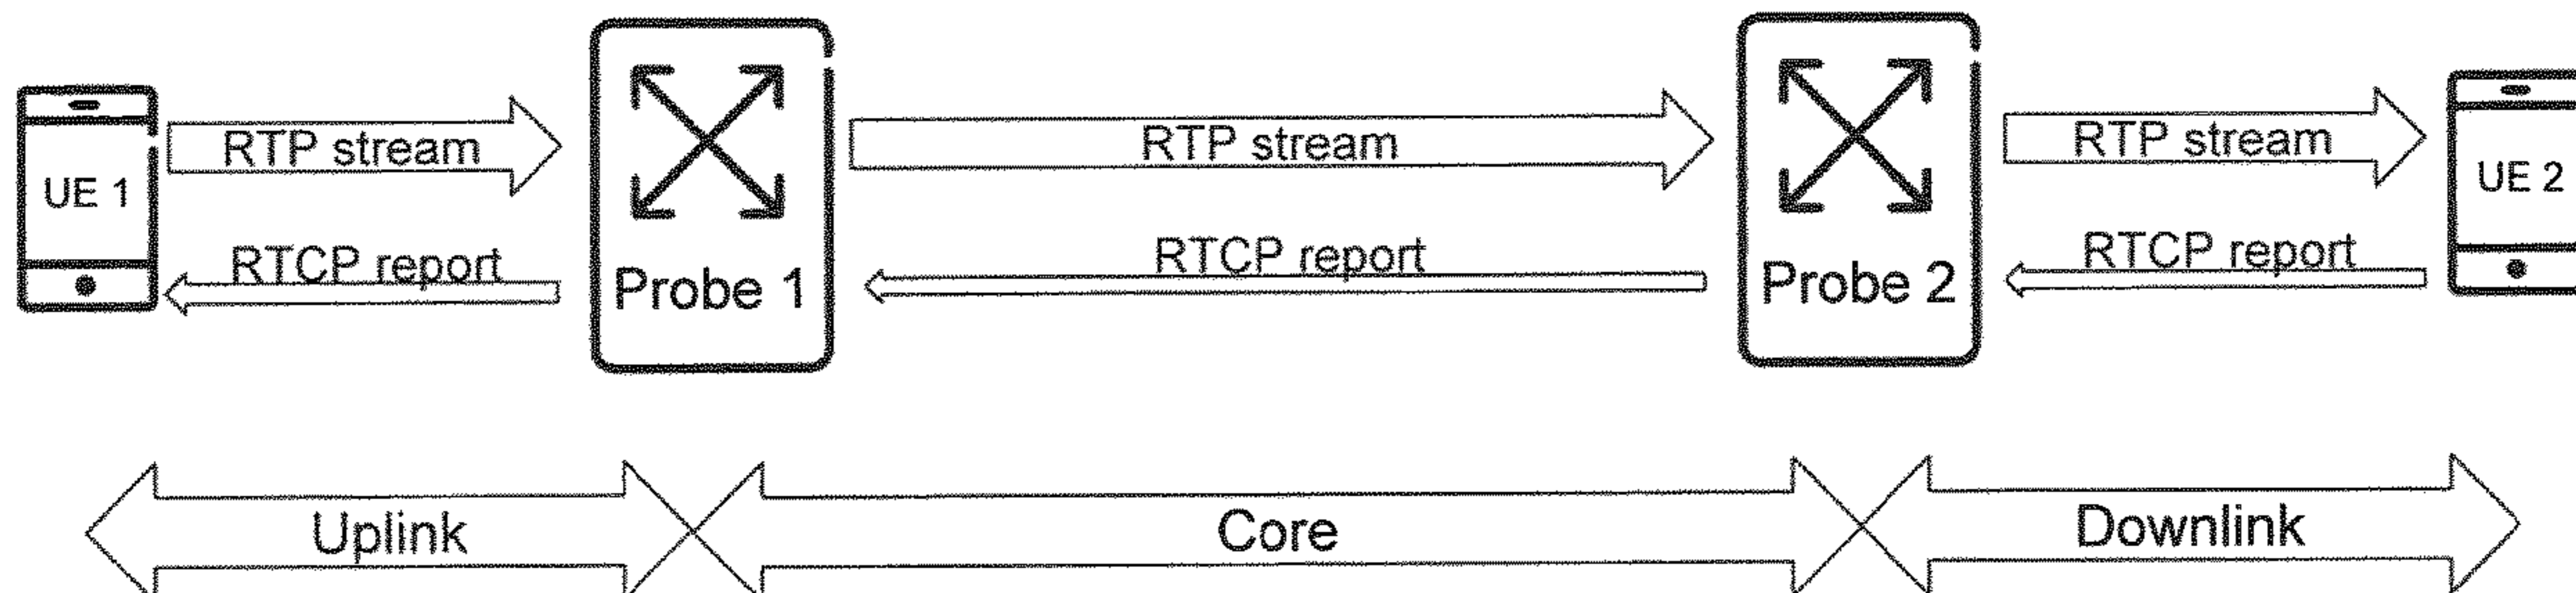 RTP stream
RTP stream
RTP stream
UE 1
UE 2
RTCP report
RTCP report
RTCP report
Probe 1
Probe 2
Uplink
Core
Downlink